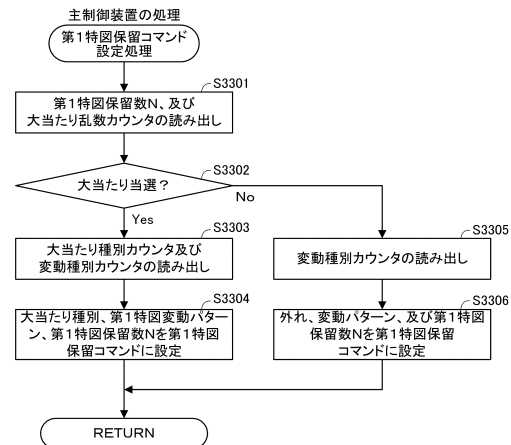 主制御装置の処理
第1特図保留コマンド
設定処理
S3301
第1特図保留数N、及び
大当たり乱数カウンタの読み出し
S3302
大当たり当選？
No
Yes
S3303
大当たり種別カウンタ及び
変動種別カウンタの読み出し
S3305
変動種別カウンタの読み出し
S3304
大当たり種別、第1特図変動パター
ン、第1特図保留数Nを第1特図
保留コマンドに設定
S3306
外れ、変動パターン、及び第1特図
保留数Nを第1特図保留
コマンドに設定
RETURN